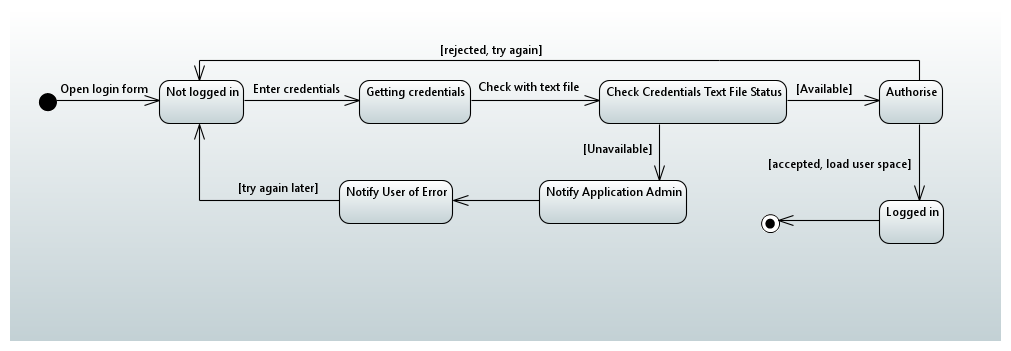 [rejected, try again]
Open login form
Not logged in
Enter credentials
Getting credentials
Check with text file
Check Credentials Text File Status
[Available]
Authorise
[Unavailable]
[accepted, load user space]
[try again later]
Notify User of Error
Notify Application Admin
Logged in